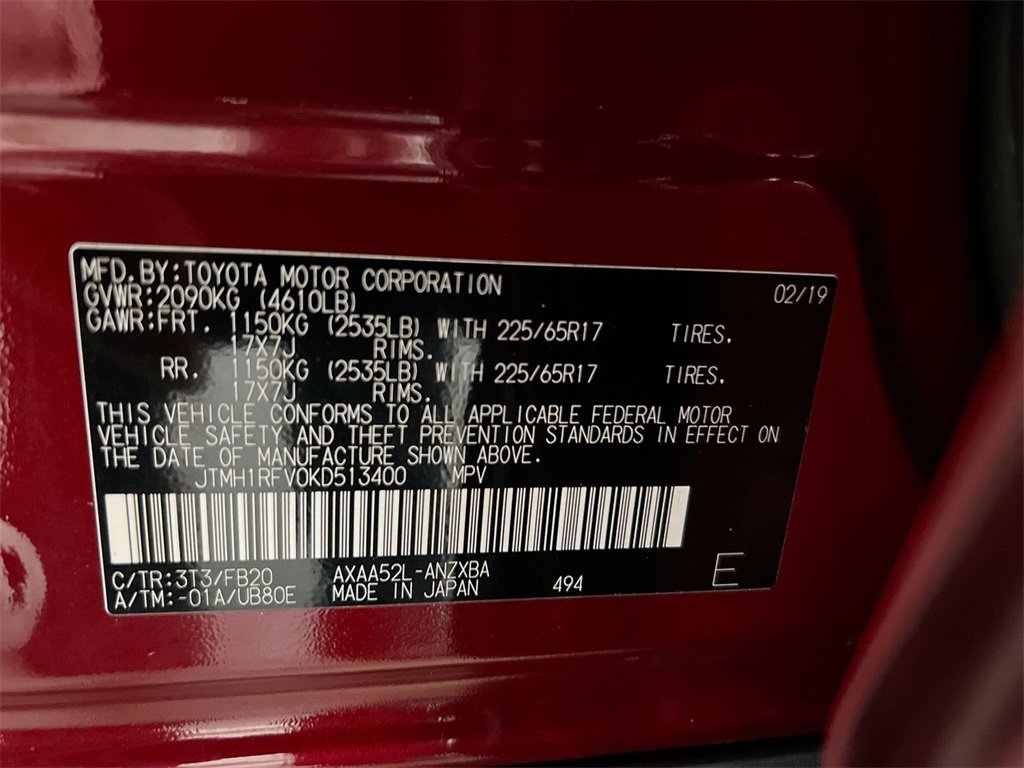 MFD.BY:TOYOTA MOTOR CORPORATION 02/19
GVWR:2090KG (4610LB)
GAWR:FRT. 1150KG (2535LB) WITH 225/65R17 TIRES.
17X7J RIMS.
RR. 1150KG (2535LB) WITH 225/65R17 TIRES.
17X7J RIMS.
THIS VEHICLE CONFORMS TO ALL APPLICABLE FEDERAL MOTOR
VEHICLE SAFETY AND THEFT PREVENTION STANDARDS IN EFFECT ON
THE DATE OF MANUFACTURE SHOWN ABOVE.
JTMH1RFV0KD513400 MPV
C/TR:3T3/FB20 AXAA52L-ANZXBA
A/TM:-01A/UB80E MADE IN JAPAN 494 E